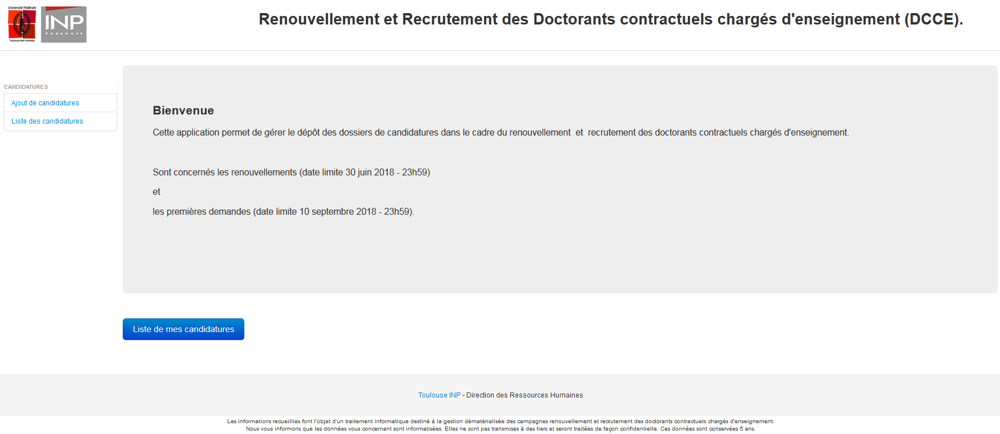 Université Fédérale
Toulouse Midi-Pyrénées
INP
TOULOUSE
Renouvellement et Recrutement des Doctorants contractuels chargés d'enseignement (DCCE).
CANDIDATURES
Ajout de candidatures
Liste des candidatures
Bienvenue
Cette application permet de gérer le dépôt des dossiers de candidatures dans le cadre du renouvellement et recrutement des doctorants contractuels chargés d'enseignement.
Sont concernés les renouvellements (date limite 30 juin 2018 - 23h59)
et
les premières demandes (date limite 10 septembre 2018 - 23h59).
Liste de mes candidatures
Toulouse INP - Direction des Ressources Humaines
Les informations recueillies font l'objet d'un traitement informatique destiné à la gestion dématérialisée des campagnes renouvellement et recrutement des doctorants contractuels chargés d'enseignement.
Nous vous informons que les données vous concernant sont informatisées. Elles ne sont pas transmises à des tiers et seront traitées de façon confidentielle. Ces données sont conservées 5 ans.